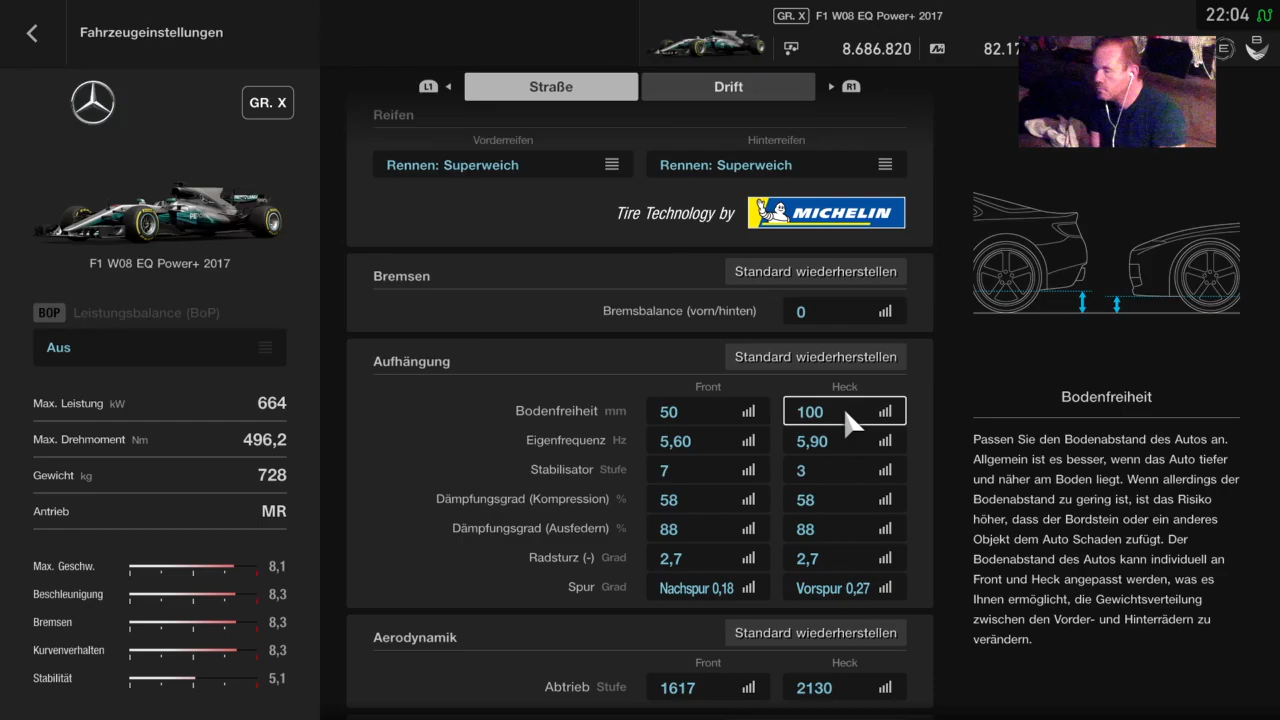 Fahrzeugeinstellungen
GR. X F1 W08 EQ Power+ 2017
8.686.820
82.17
22:04
E
B
GR. X
F1 W08 EQ Power+ 2017
BOP Leistungsbalance (BoP)
Aus
Max. Leistung kW 664
Max. Drehmoment Nm 496,2
Gewicht kg 728
Antrieb MR
Max. Geschw. 8,1
Beschleunigung 8,3
Bremsen 8,3
Kurvenverhalten 8,3
Stabilität 5,1
L1 Straße Drift R1
Reifen
Vorderreifen Hinterreifen
Rennen: Superweich Rennen: Superweich
Tire Technology by MICHELIN
Bremsen Standard wiederherstellen
Bremsbalance (vorn/hinten) 0
Aufhängung Standard wiederherstellen
Front Heck
Bodenfreiheit mm 50 100
Eigenfrequenz Hz 5,60 5,90
Stabilisator Stufe 7 3
Dämpfungsgrad (Kompression) % 58 58
Dämpfungsgrad (Ausfedern) % 88 88
Radsturz (-) Grad 2,7 2,7
Spur Grad Nachspur 0,18 Vorspur 0,27
Aerodynamik Standard wiederherstellen
Front Heck
Abtrieb Stufe 1617 2130
Bodenfreiheit
Passen Sie den Bodenabstand des Autos an.
Allgemein ist es besser, wenn das Auto tiefer
und näher am Boden liegt. Wenn allerdings der
Bodenabstand zu gering ist, ist das Risiko
höher, dass der Bordstein oder ein anderes
Objekt dem Auto Schaden zufügt. Der
Bodenabstand des Autos kann individuell an
Front und Heck angepasst werden, was es
Ihnen ermöglicht, die Gewichtsverteilung
zwischen den Vorder- und Hinterrädern zu
verändern.